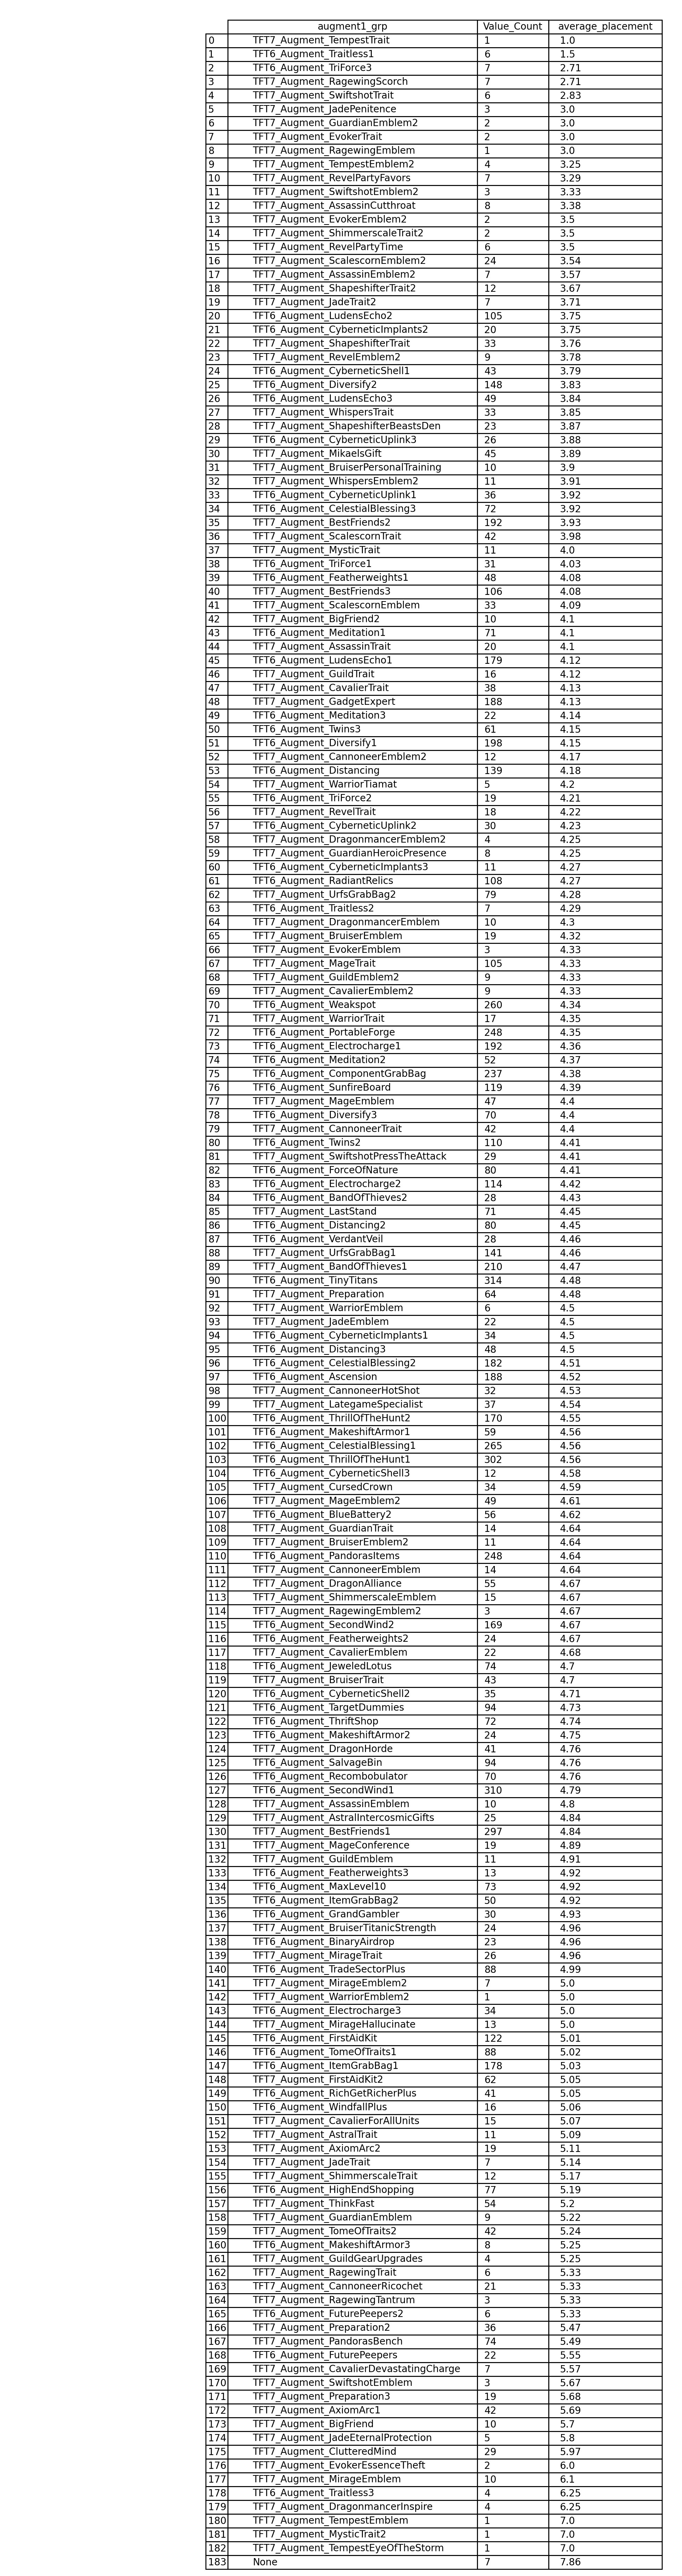 augment1_grp Value_Count average_placement
0 TFT7_Augment_TempestTrait 1 1.0
1 TFT6_Augment_Traitless1 6 1.5
2 TFT6_Augment_TriForce3 7 2.71
3 TFT7_Augment_RagewingScorch 7 2.71
4 TFT7_Augment_SwiftshotTrait 6 2.83
5 TFT7_Augment_JadePenitence 3 3.0
6 TFT7_Augment_GuardianEmblem2 2 3.0
7 TFT7_Augment_EvokerTrait 2 3.0
8 TFT7_Augment_RagewingEmblem 1 3.0
9 TFT7_Augment_TempestEmblem2 4 3.25
10 TFT7_Augment_RevelPartyFavors 7 3.29
11 TFT7_Augment_SwiftshotEmblem2 3 3.33
12 TFT7_Augment_AssassinCutthroat 8 3.38
13 TFT7_Augment_EvokerEmblem2 2 3.5
14 TFT7_Augment_ShimmerscaleTrait2 2 3.5
15 TFT7_Augment_RevelPartyTime 6 3.5
16 TFT7_Augment_ScalescornEmblem2 24 3.54
17 TFT7_Augment_AssassinEmblem2 7 3.57
18 TFT7_Augment_ShapeshifterTrait2 12 3.67
19 TFT7_Augment_JadeTrait2 7 3.71
20 TFT6_Augment_LudensEcho2 105 3.75
21 TFT6_Augment_CyberneticImplants2 20 3.75
22 TFT7_Augment_ShapeshifterTrait 33 3.76
23 TFT7_Augment_RevelEmblem2 9 3.78
24 TFT6_Augment_CyberneticShell1 43 3.79
25 TFT6_Augment_Diversify2 148 3.83
26 TFT6_Augment_LudensEcho3 49 3.84
27 TFT7_Augment_WhispersTrait 33 3.85
28 TFT7_Augment_ShapeshifterBeastsDen 23 3.87
29 TFT6_Augment_CyberneticUplink3 26 3.88
30 TFT7_Augment_MikaelsGift 45 3.89
31 TFT7_Augment_BruiserPersonalTraining 10 3.9
32 TFT7_Augment_WhispersEmblem2 11 3.91
33 TFT6_Augment_CyberneticUplink1 36 3.92
34 TFT6_Augment_CelestialBlessing3 72 3.92
35 TFT7_Augment_BestFriends2 192 3.93
36 TFT7_Augment_ScalescornTrait 42 3.98
37 TFT7_Augment_MysticTrait 11 4.0
38 TFT6_Augment_TriForce1 31 4.03
39 TFT6_Augment_Featherweights1 48 4.08
40 TFT7_Augment_BestFriends3 106 4.08
41 TFT7_Augment_ScalescornEmblem 33 4.09
42 TFT7_Augment_BigFriend2 10 4.1
43 TFT6_Augment_Meditation1 71 4.1
44 TFT7_Augment_AssassinTrait 20 4.1
45 TFT6_Augment_LudensEcho1 179 4.12
46 TFT7_Augment_GuildTrait 16 4.12
47 TFT7_Augment_CavalierTrait 38 4.13
48 TFT7_Augment_GadgetExpert 188 4.13
49 TFT6_Augment_Meditation3 22 4.14
50 TFT6_Augment_Twins3 61 4.15
51 TFT6_Augment_Diversify1 198 4.15
52 TFT7_Augment_CannoneerEmblem2 12 4.17
53 TFT6_Augment_Distancing 139 4.18
54 TFT7_Augment_WarriorTiamat 5 4.2
55 TFT6_Augment_TriForce2 19 4.21
56 TFT7_Augment_RevelTrait 18 4.22
57 TFT6_Augment_CyberneticUplink2 30 4.23
58 TFT7_Augment_DragonmancerEmblem2 4 4.25
59 TFT7_Augment_GuardianHeroicPresence 8 4.25
60 TFT6_Augment_CyberneticImplants3 11 4.27
61 TFT6_Augment_RadiantRelics 108 4.27
62 TFT7_Augment_UrfsGrabBag2 79 4.28
63 TFT6_Augment_Traitless2 7 4.29
64 TFT7_Augment_DragonmancerEmblem 10 4.3
65 TFT7_Augment_BruiserEmblem 19 4.32
66 TFT7_Augment_EvokerEmblem 3 4.33
67 TFT7_Augment_MageTrait 105 4.33
68 TFT7_Augment_GuildEmblem2 9 4.33
69 TFT7_Augment_CavalierEmblem2 9 4.33
70 TFT6_Augment_Weakspot 260 4.34
71 TFT7_Augment_WarriorTrait 17 4.35
72 TFT6_Augment_PortableForge 248 4.35
73 TFT6_Augment_Electrocharge1 192 4.36
74 TFT6_Augment_Meditation2 52 4.37
75 TFT6_Augment_ComponentGrabBag 237 4.38
76 TFT6_Augment_SunfireBoard 119 4.39
77 TFT7_Augment_MageEmblem 47 4.4
78 TFT6_Augment_Diversify3 70 4.4
79 TFT7_Augment_CannoneerTrait 42 4.4
80 TFT6_Augment_Twins2 110 4.41
81 TFT7_Augment_SwiftshotPressTheAttack 29 4.41
82 TFT6_Augment_ForceOfNature 80 4.41
83 TFT6_Augment_Electrocharge2 114 4.42
84 TFT6_Augment_BandOfThieves2 28 4.43
85 TFT7_Augment_LastStand 71 4.45
86 TFT6_Augment_Distancing2 80 4.45
87 TFT6_Augment_VerdantVeil 28 4.46
88 TFT7_Augment_UrfsGrabBag1 141 4.46
89 TFT7_Augment_BandOfThieves1 210 4.47
90 TFT6_Augment_TinyTitans 314 4.48
91 TFT7_Augment_Preparation 64 4.48
92 TFT7_Augment_WarriorEmblem 6 4.5
93 TFT7_Augment_JadeEmblem 22 4.5
94 TFT6_Augment_CyberneticImplants1 34 4.5
95 TFT6_Augment_Distancing3 48 4.5
96 TFT6_Augment_CelestialBlessing2 182 4.51
97 TFT6_Augment_Ascension 188 4.52
98 TFT7_Augment_CannoneerHotShot 32 4.53
99 TFT7_Augment_LategameSpecialist 37 4.54
100 TFT6_Augment_ThrillOfTheHunt2 170 4.55
101 TFT6_Augment_MakeshiftArmor1 59 4.56
102 TFT6_Augment_CelestialBlessing1 265 4.56
103 TFT6_Augment_ThrillOfTheHunt1 302 4.56
104 TFT6_Augment_CyberneticShell3 12 4.58
105 TFT7_Augment_CursedCrown 34 4.59
106 TFT7_Augment_MageEmblem2 49 4.61
107 TFT6_Augment_BlueBattery2 56 4.62
108 TFT7_Augment_GuardianTrait 14 4.64
109 TFT7_Augment_BruiserEmblem2 11 4.64
110 TFT6_Augment_PandorasItems 248 4.64
111 TFT7_Augment_CannoneerEmblem 14 4.64
112 TFT7_Augment_DragonAlliance 55 4.67
113 TFT7_Augment_ShimmerscaleEmblem 15 4.67
114 TFT7_Augment_RagewingEmblem2 3 4.67
115 TFT6_Augment_SecondWind2 169 4.67
116 TFT6_Augment_Featherweights2 24 4.67
117 TFT7_Augment_CavalierEmblem 22 4.68
118 TFT6_Augment_JeweledLotus 74 4.7
119 TFT7_Augment_BruiserTrait 43 4.7
120 TFT6_Augment_CyberneticShell2 35 4.71
121 TFT6_Augment_TargetDummies 94 4.73
122 TFT6_Augment_ThriftShop 72 4.74
123 TFT6_Augment_MakeshiftArmor2 24 4.75
124 TFT7_Augment_DragonHorde 41 4.76
125 TFT6_Augment_SalvageBin 94 4.76
126 TFT6_Augment_Recombobulator 70 4.76
127 TFT6_Augment_SecondWind1 310 4.79
128 TFT7_Augment_AssassinEmblem 10 4.8
129 TFT7_Augment_AstralIntercosmicGifts 25 4.84
130 TFT7_Augment_BestFriends1 297 4.84
131 TFT7_Augment_MageConference 19 4.89
132 TFT7_Augment_GuildEmblem 11 4.91
133 TFT6_Augment_Featherweights3 13 4.92
134 TFT6_Augment_MaxLevel10 73 4.92
135 TFT6_Augment_ItemGrabBag2 50 4.92
136 TFT6_Augment_GrandGambler 30 4.93
137 TFT7_Augment_BruiserTitanicStrength 24 4.96
138 TFT6_Augment_BinaryAirdrop 23 4.96
139 TFT7_Augment_MirageTrait 26 4.96
140 TFT6_Augment_TradeSectorPlus 88 4.99
141 TFT7_Augment_MirageEmblem2 7 5.0
142 TFT7_Augment_WarriorEmblem2 1 5.0
143 TFT6_Augment_Electrocharge3 34 5.0
144 TFT7_Augment_MirageHallucinate 13 5.0
145 TFT6_Augment_FirstAidKit 122 5.01
146 TFT6_Augment_TomeOfTraits1 88 5.02
147 TFT6_Augment_ItemGrabBag1 178 5.03
148 TFT7_Augment_FirstAidKit2 62 5.05
149 TFT6_Augment_RichGetRicherPlus 41 5.05
150 TFT6_Augment_WindfallPlus 16 5.06
151 TFT7_Augment_CavalierForAllUnits 15 5.07
152 TFT7_Augment_AstralTrait 11 5.09
153 TFT7_Augment_AxiomArc2 19 5.11
154 TFT7_Augment_JadeTrait 7 5.14
155 TFT7_Augment_ShimmerscaleTrait 12 5.17
156 TFT6_Augment_HighEndShopping 77 5.19
157 TFT7_Augment_ThinkFast 54 5.2
158 TFT7_Augment_GuardianEmblem 9 5.22
159 TFT7_Augment_TomeOfTraits2 42 5.24
160 TFT6_Augment_MakeshiftArmor3 8 5.25
161 TFT7_Augment_GuildGearUpgrades 4 5.25
162 TFT7_Augment_RagewingTrait 6 5.33
163 TFT7_Augment_CannoneerRicochet 21 5.33
164 TFT7_Augment_RagewingTantrum 3 5.33
165 TFT6_Augment_FuturePeepers2 6 5.33
166 TFT7_Augment_Preparation2 36 5.47
167 TFT7_Augment_PandorasBench 74 5.49
168 TFT6_Augment_FuturePeepers 22 5.55
169 TFT7_Augment_CavalierDevastatingCharge 7 5.57
170 TFT7_Augment_SwiftshotEmblem 3 5.67
171 TFT7_Augment_Preparation3 19 5.68
172 TFT7_Augment_AxiomArc1 42 5.69
173 TFT7_Augment_BigFriend 10 5.7
174 TFT7_Augment_JadeEternalProtection 5 5.8
175 TFT7_Augment_ClutteredMind 29 5.97
176 TFT7_Augment_EvokerEssenceTheft 2 6.0
177 TFT7_Augment_MirageEmblem 10 6.1
178 TFT6_Augment_Traitless3 4 6.25
179 TFT7_Augment_DragonmancerInspire 4 6.25
180 TFT7_Augment_TempestEmblem 1 7.0
181 TFT7_Augment_MysticTrait2 1 7.0
182 TFT7_Augment_TempestEyeOfTheStorm 1 7.0
183 None 7 7.86